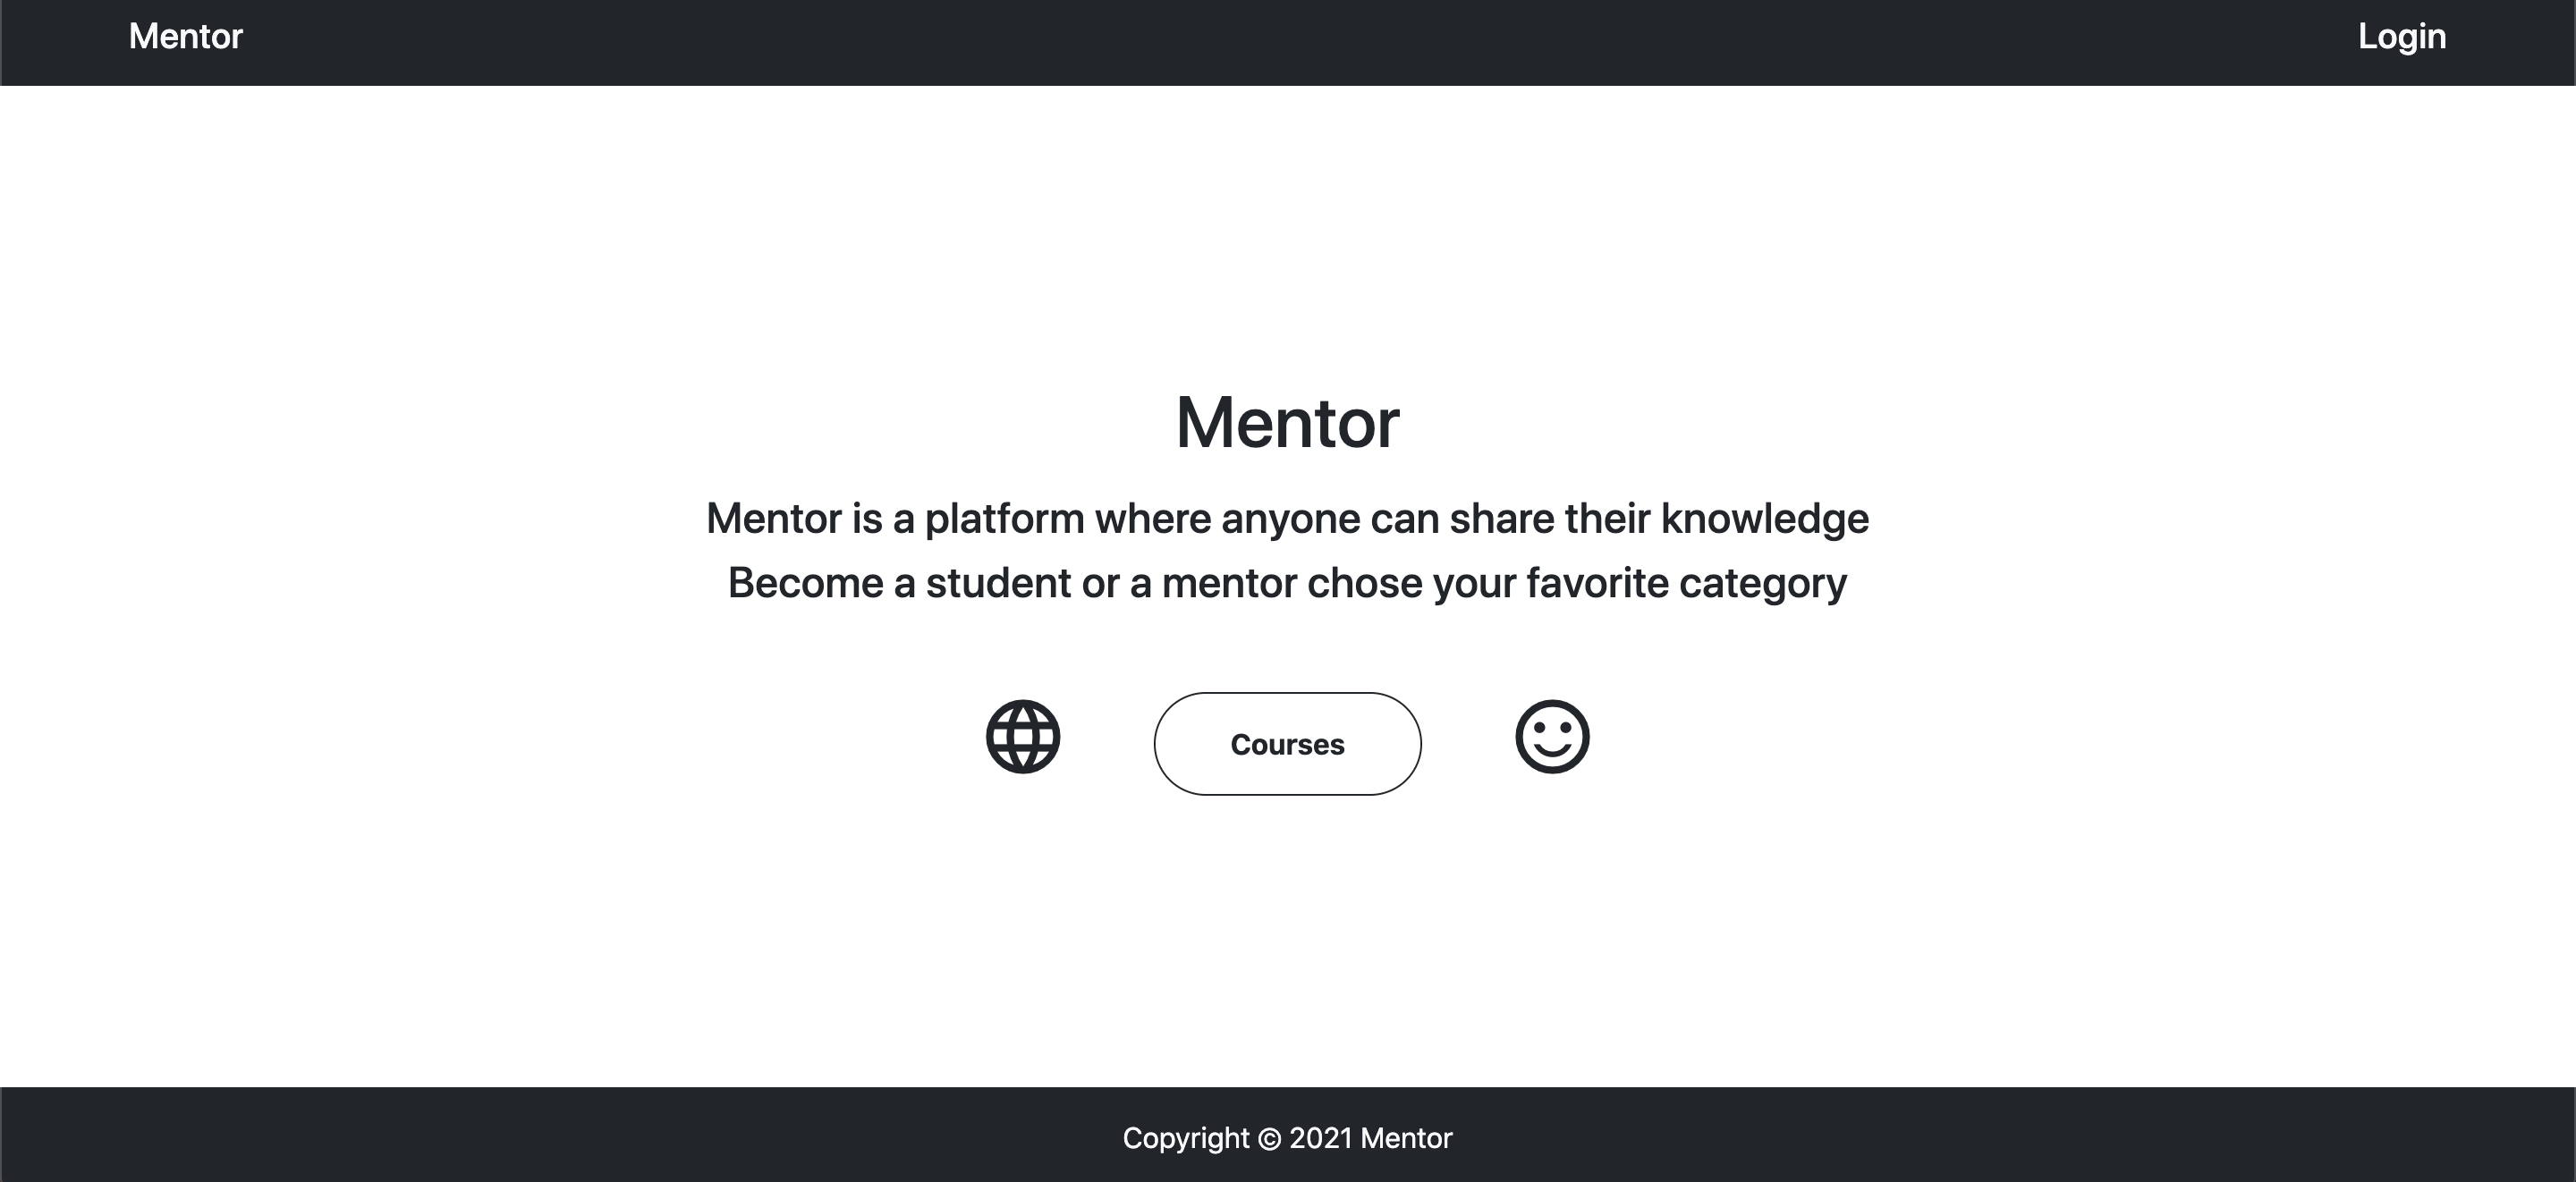 Mentor
Login
Mentor
Mentor is a platform where anyone can share their knowledge
Become a student or a mentor chose your favorite category
Courses
Copyright © 2021 Mentor